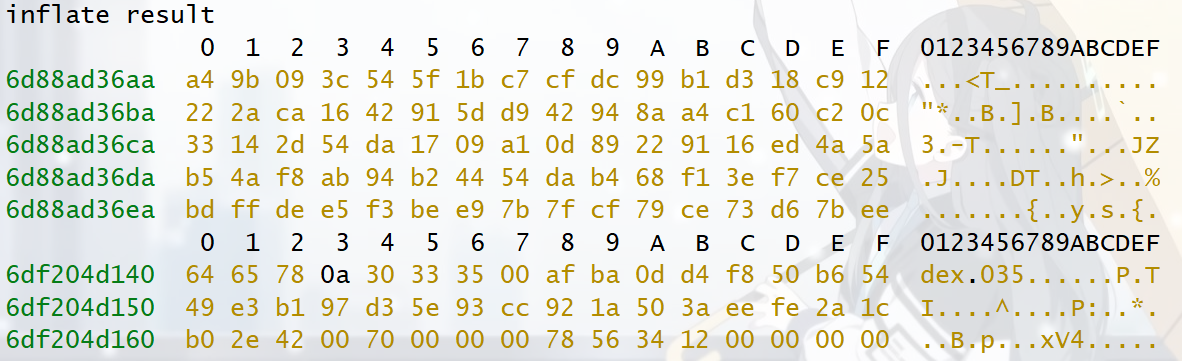 inflate result
0 1 2 3 4 5 6 7 8 9 A B C D E F 0123456789ABCDEF
6d88ad36aa a4 9b 09 3c 54 5f 1b c7 cf dc 99 b1 d3 18 c9 12 ...<T_..........
6d88ad36ba 22 2a ca 16 42 91 5d d9 42 94 8a a4 c1 60 c2 0c "*..B.].B....`..
6d88ad36ca 33 14 2d 54 da 17 09 a1 0d 89 22 91 16 ed 4a 5a 3.-T......"...JZ
6d88ad36da b5 4a f8 ab 94 b2 44 54 da b4 68 f1 3e f7 ce 25 .J....DT..h.>..%
6d88ad36ea bd ff de e5 f3 be e9 7b 7f cf 79 ce 73 d6 7b ee .......{..y.s.{.
0 1 2 3 4 5 6 7 8 9 A B C D E F 0123456789ABCDEF
6df204d140 64 65 78 0a 30 33 35 00 af ba 0d d4 f8 50 b6 54 dex.035......P.T
6df204d150 49 e3 b1 97 d3 5e 93 cc 92 1a 50 3a ee fe 2a 1c I....^....P:..*.
6df204d160 b0 2e 42 00 70 00 00 00 78 56 34 12 00 00 00 00 ..B.p...xV4.....